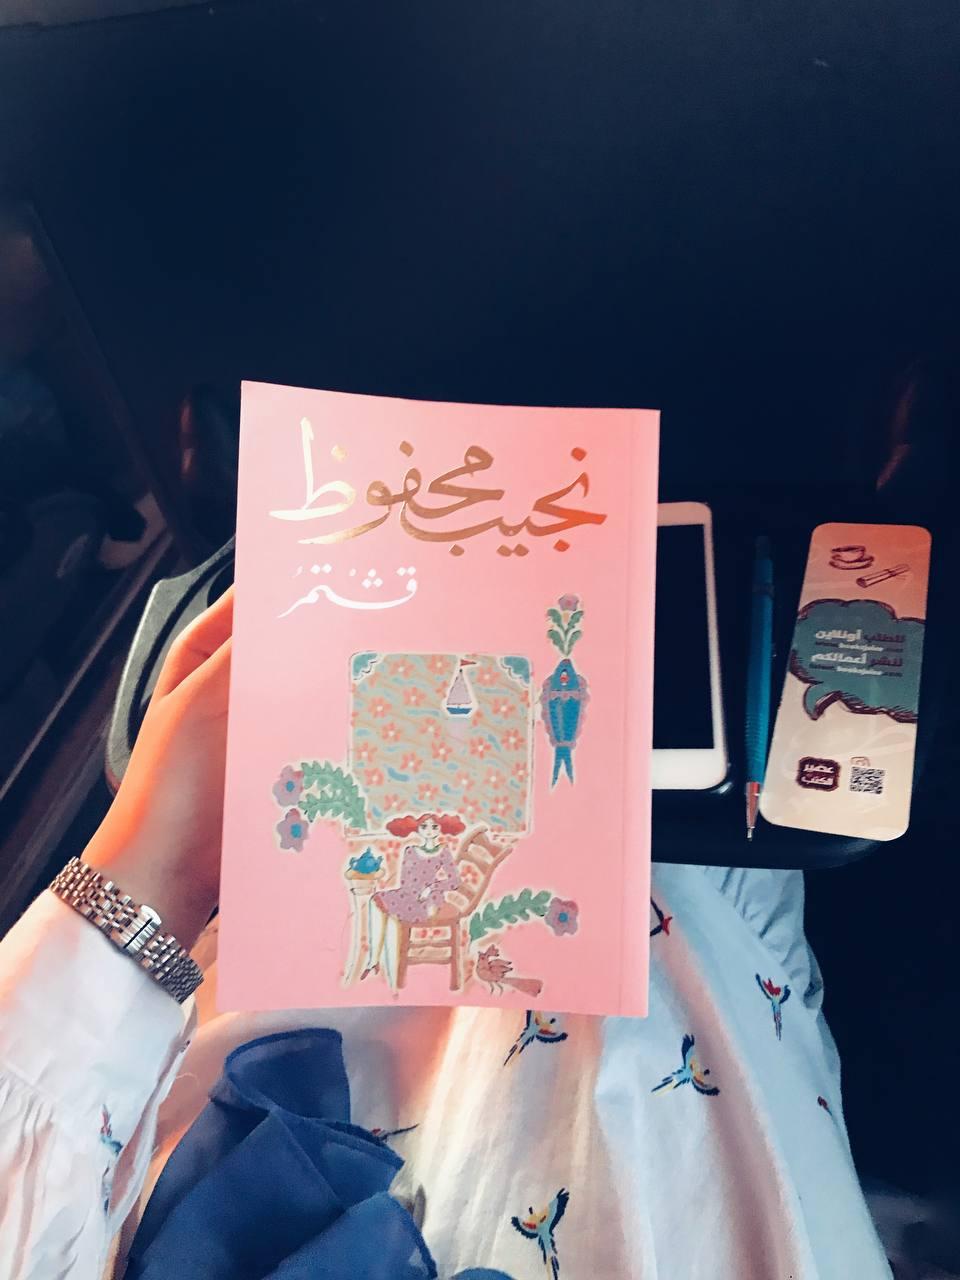 نجيب محفوظ
قشتمر
للطلب أونلاين
لنشر أعمالكم
عصير
الكتب